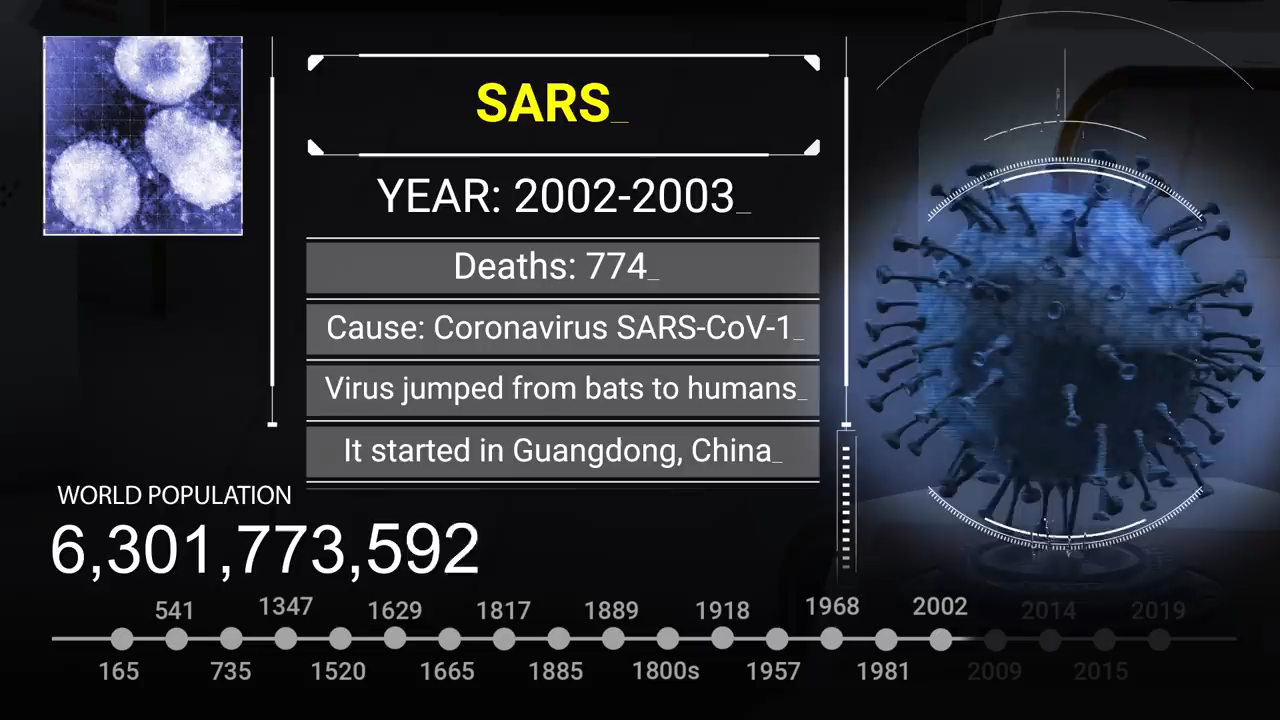 SARS_
YEAR: 2002-2003_
Deaths: 774_
Cause: Coronavirus SARS-CoV-1_
Virus jumped from bats to humans_
It started in Guangdong, China_
WORLD POPULATION
6,301,773,592
541 1347 1629 1817 1889 1918 1968 2002 2014 2019
165 735 1520 1665 1885 1800s 1957 1981 2009 2015